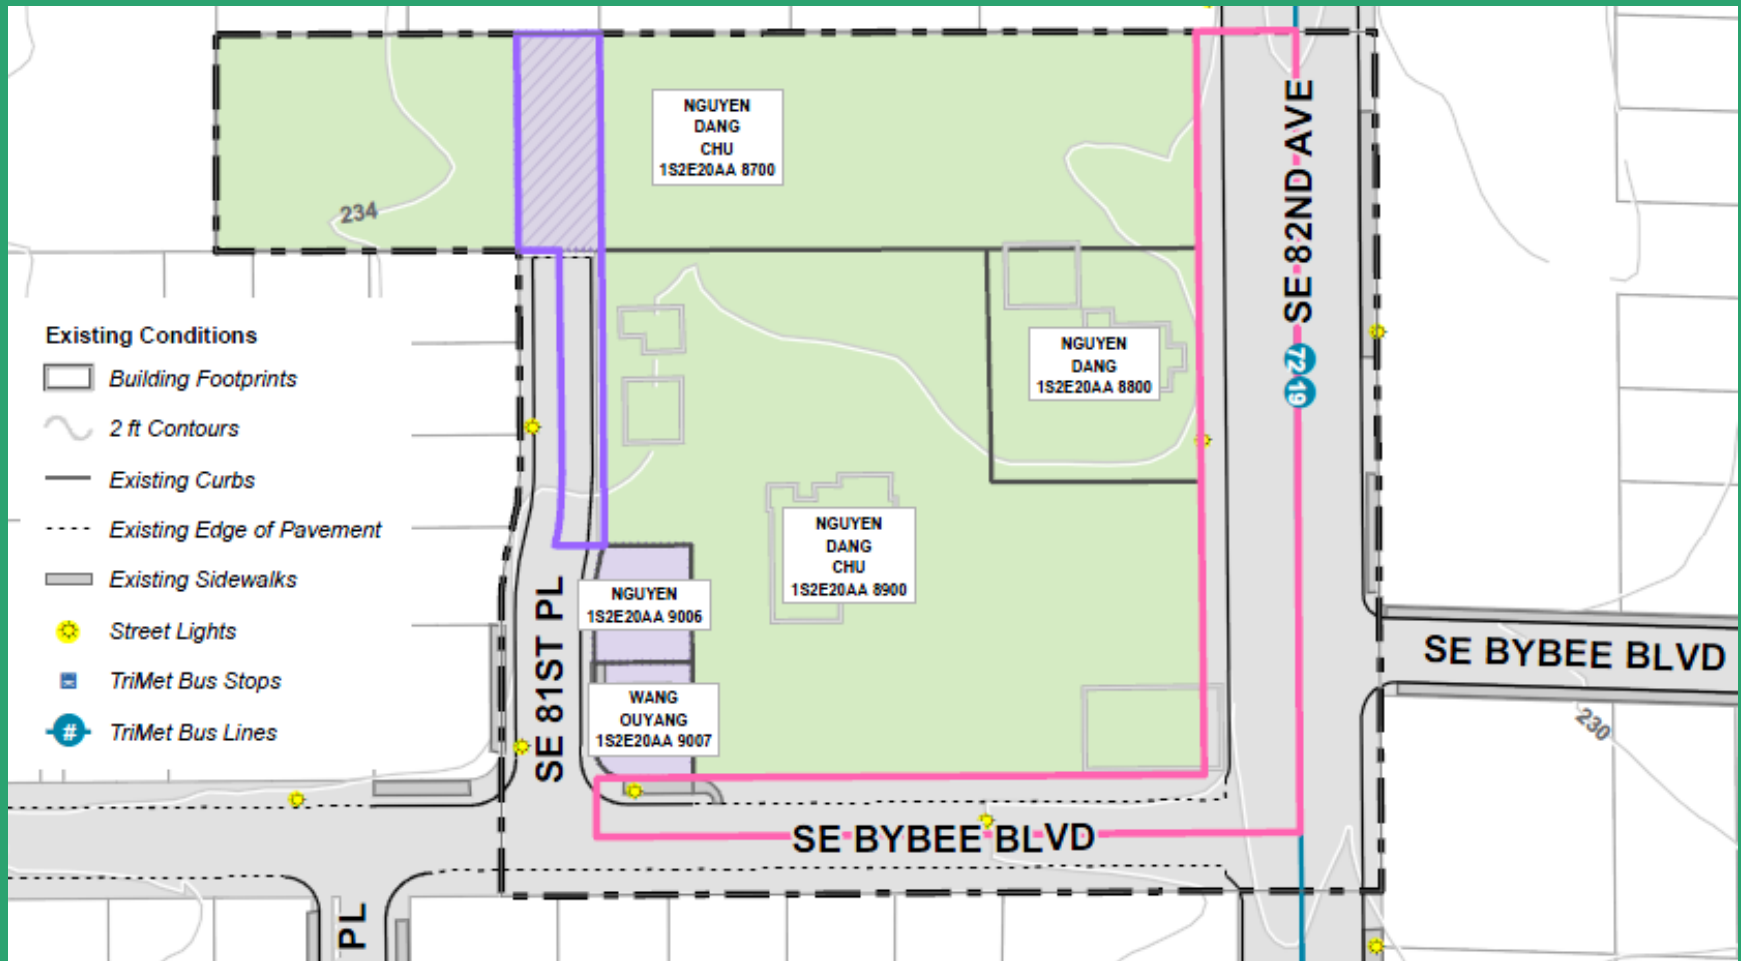 NGUYEN
DANG
CHU
1S2E20AA 8700
SE 82ND AVE
234
Existing Conditions
Building Footprints
2 ft Contours
Existing Curbs
Existing Edge of Pavement
Existing Sidewalks
Street Lights
TriMet Bus Stops
#
TriMet Bus Lines
NGUYEN
DANG
1S2E20AA 8800
72
19
NGUYEN
DANG
CHU
1S2E20AA 8900
NGUYEN
1S2E20AA 9006
SE 81ST PL
WANG
OUYANG
1S2E20AA 9007
SE BYBEE BLVD
230
SE BYBEE BLVD
PL